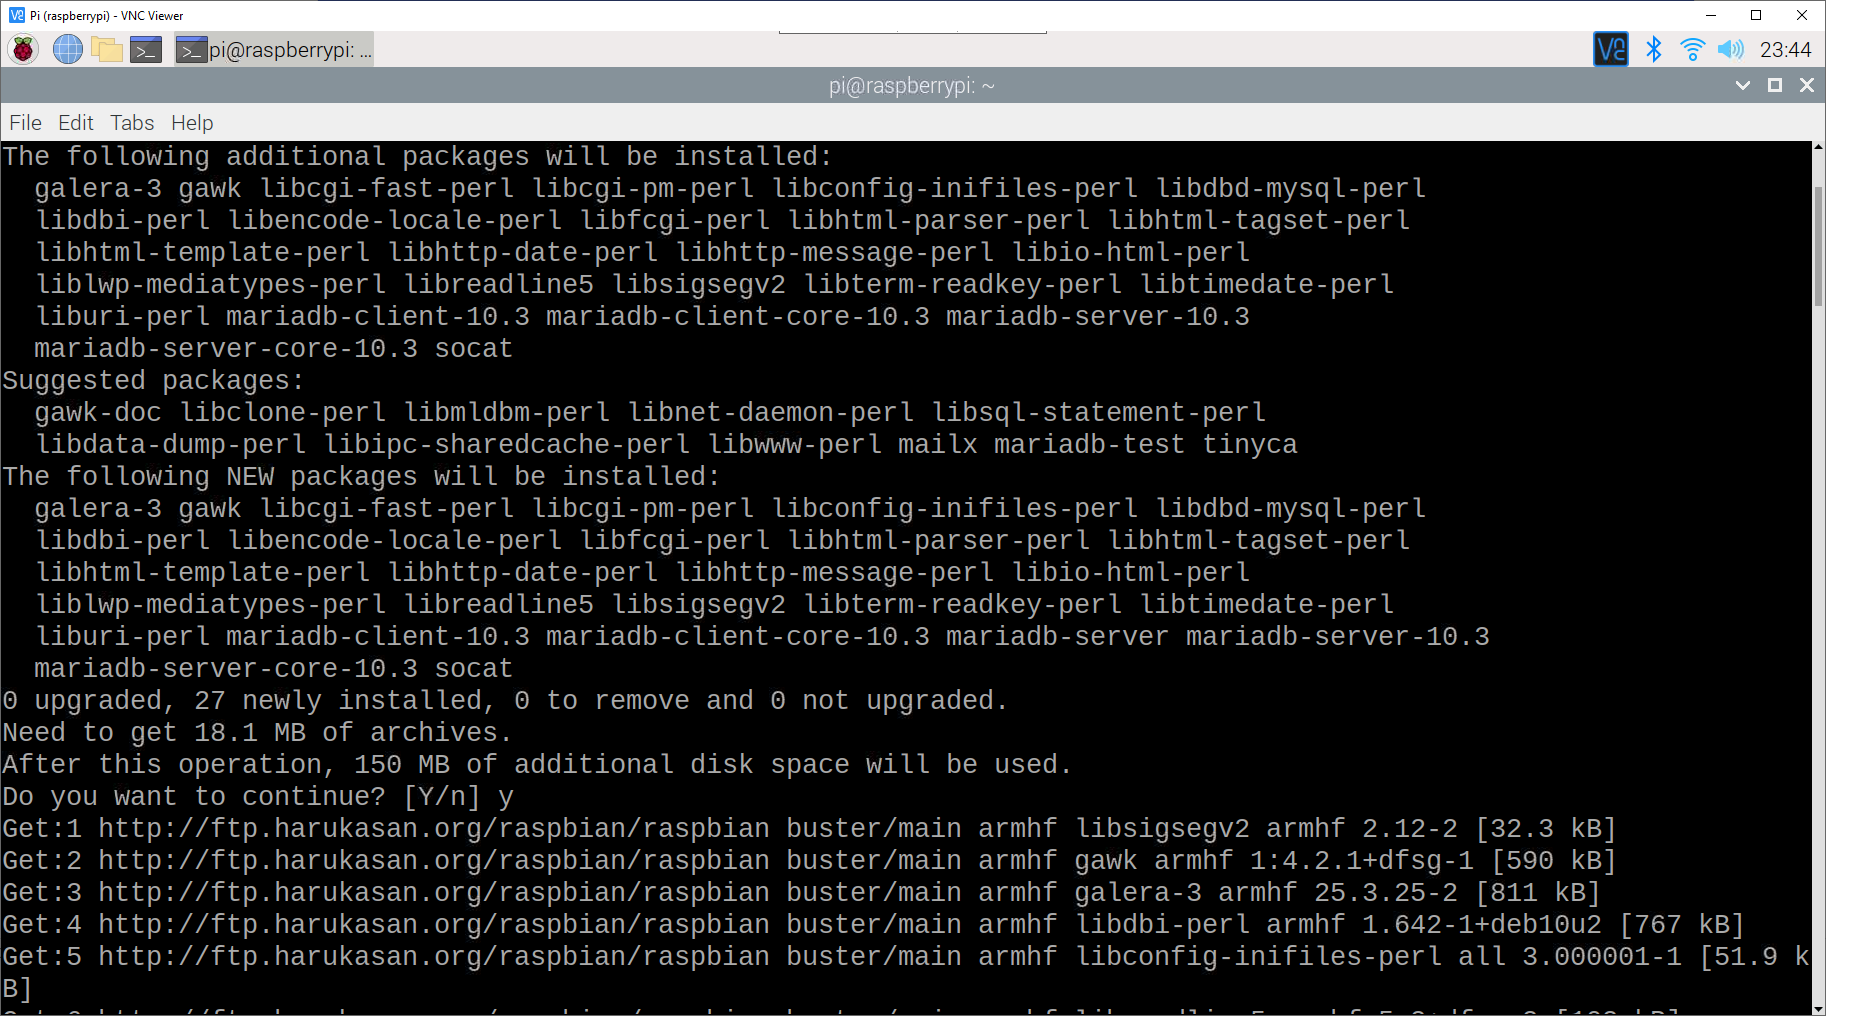 Pi (raspberrypi) - VNC Viewer
pi@raspberrypi: ...
23:44
pi@raspberrypi: ~
File Edit Tabs Help
The following additional packages will be installed:
galera-3 gawk libcgi-fast-perl libcgi-pm-perl libconfig-inifiles-perl libdbd-mysql-perl
libdbi-perl libencode-locale-perl libfcgi-perl libhtml-parser-perl libhtml-tagset-perl
libhtml-template-perl libhttp-date-perl libhttp-message-perl libio-html-perl
liblwp-mediatypes-perl libreadline5 libsigsegv2 libterm-readkey-perl libtimedate-perl
liburi-perl mariadb-client-10.3 mariadb-client-core-10.3 mariadb-server-10.3
mariadb-server-core-10.3 socat
Suggested packages:
gawk-doc libclone-perl libmldbm-perl libnet-daemon-perl libsql-statement-perl
libdata-dump-perl libipc-sharedcache-perl libwww-perl mailx mariadb-test tinyca
The following NEW packages will be installed:
galera-3 gawk libcgi-fast-perl libcgi-pm-perl libconfig-inifiles-perl libdbd-mysql-perl
libdbi-perl libencode-locale-perl libfcgi-perl libhtml-parser-perl libhtml-tagset-perl
libhtml-template-perl libhttp-date-perl libhttp-message-perl libio-html-perl
liblwp-mediatypes-perl libreadline5 libsigsegv2 libterm-readkey-perl libtimedate-perl
liburi-perl mariadb-client-10.3 mariadb-client-core-10.3 mariadb-server mariadb-server-10.3
mariadb-server-core-10.3 socat
0 upgraded, 27 newly installed, 0 to remove and 0 not upgraded.
Need to get 18.1 MB of archives.
After this operation, 150 MB of additional disk space will be used.
Do you want to continue? [Y/n] y
Get:1 http://ftp.harukasan.org/raspbian/raspbian buster/main armhf libsigsegv2 armhf 2.12-2 [32.3 kB]
Get:2 http://ftp.harukasan.org/raspbian/raspbian buster/main armhf gawk armhf 1:4.2.1+dfsg-1 [590 kB]
Get:3 http://ftp.harukasan.org/raspbian/raspbian buster/main armhf galera-3 armhf 25.3.25-2 [811 kB]
Get:4 http://ftp.harukasan.org/raspbian/raspbian buster/main armhf libdbi-perl armhf 1.642-1+deb10u2 [767 kB]
Get:5 http://ftp.harukasan.org/raspbian/raspbian buster/main armhf libconfig-inifiles-perl all 3.000001-1 [51.9 k
B]